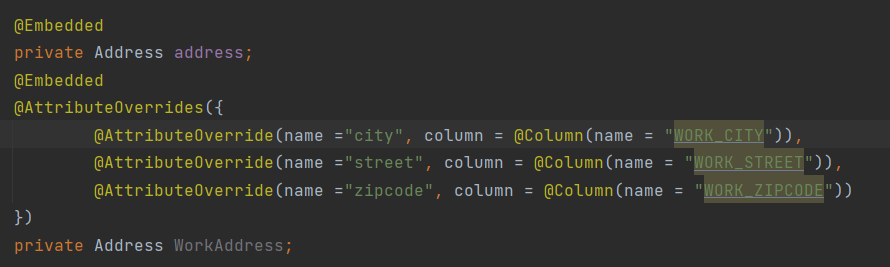 @Embedded
private Address address;
@Embedded
@AttributeOverrides({
@AttributeOverride(name ="city", column = @Column(name = "WORK_CITY")),
@AttributeOverride(name ="street", column = @Column(name = "WORK_STREET")),
@AttributeOverride(name ="zipcode", column = @Column(name = "WORK_ZIPCODE"))
})
private Address WorkAddress;